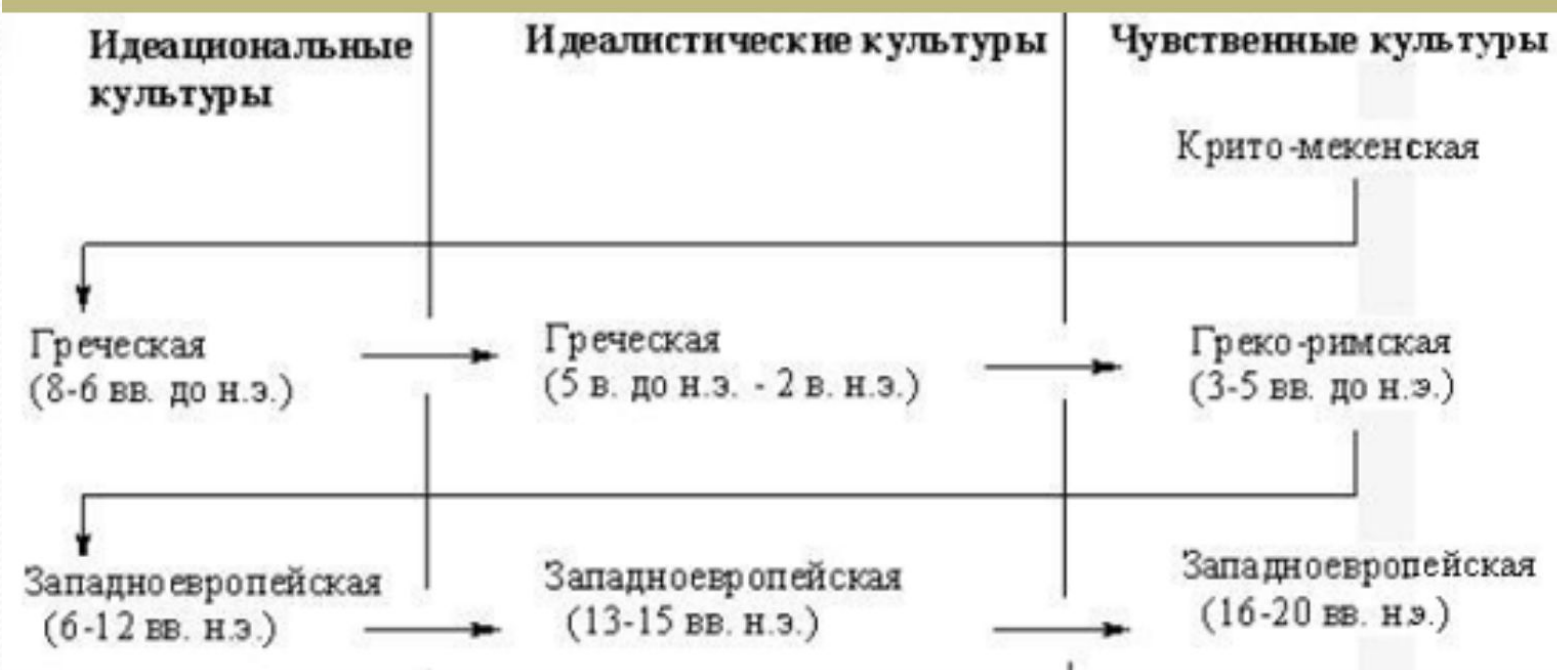 Идеациональные
культуры
Идеалистические культуры
Чувственные культуры
Крито-мекенская
Греческая
(8-6 вв. до н.э.)
Греческая
(5 в. до н.э. - 2 в. н.э.)
Греко-римская
(3-5 вв. до н.э.)
Западноевропейская
(6-12 вв. н.э.)
Западноевропейская
(13-15 вв. н.э.)
Западноевропейская
(16-20 вв. н.э.)